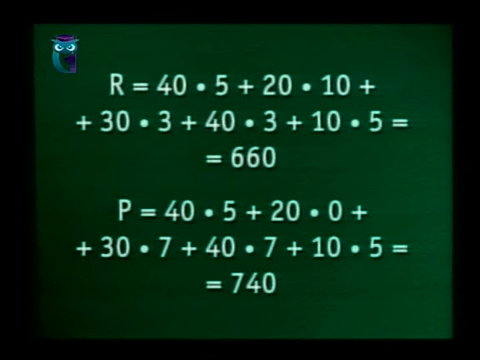 R = 40 • 5 + 20 • 10 +
+ 30 • 3 + 40 • 3 + 10 • 5 =
= 660
P = 40 • 5 + 20 • 0 +
+ 30 • 7 + 40 • 7 + 10 • 5 =
= 740